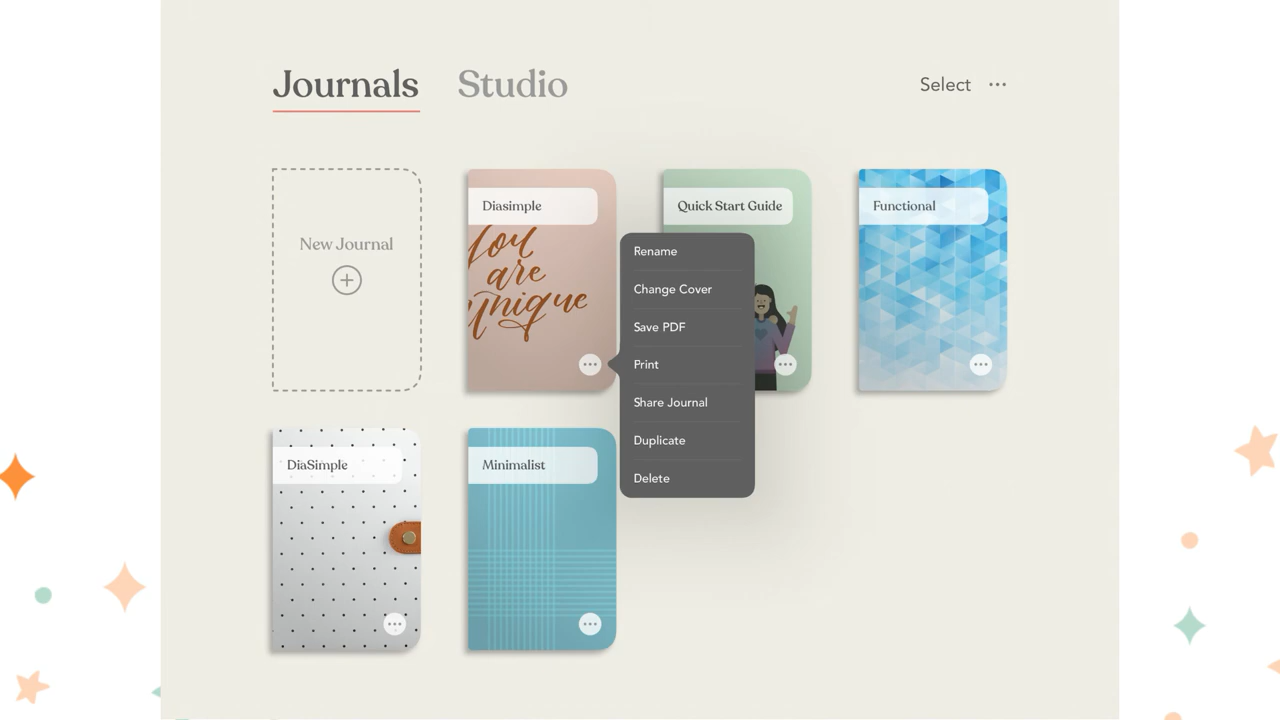 Journals Studio
Select
New Journal
Diasimple
You
are
unique
Quick Start Guide
Functional
Rename
Change Cover
Save PDF
Print
Share Journal
Duplicate
Delete
DiaSimple
Minimalist